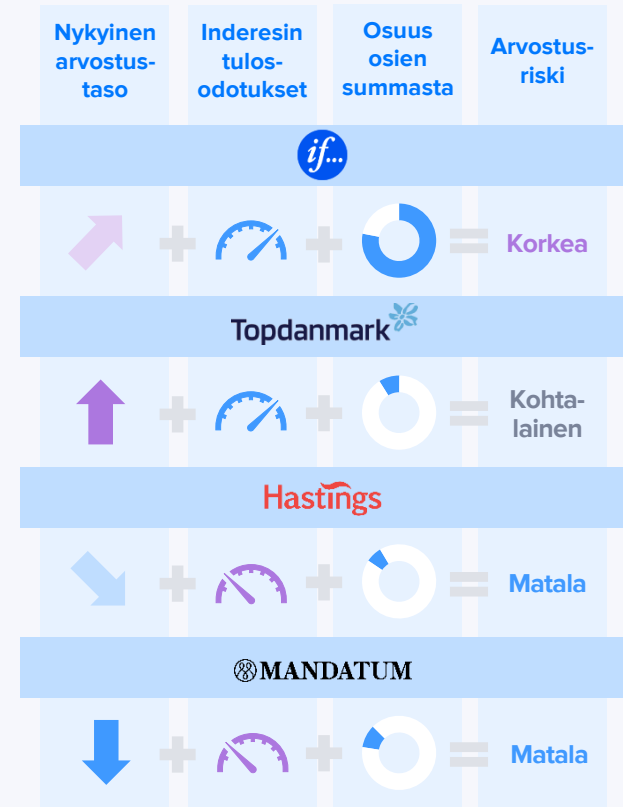 Nykyinen
arvostus-
taso
Inderesin
tulos-
odotukset
Osuus
osien
summasta
Arvostus-
riski
if...
Korkea
Topdanmark
Kohta-
lainen
Hastings
Matala
MANDATUM
Matala